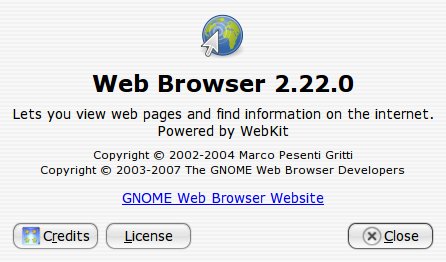 Web Browser 2.22.0
Lets you view web pages and find information on the internet.
Powered by WebKit
Copyright © 2002-2004 Marco Pesenti Gritti
Copyright © 2003-2007 The GNOME Web Browser Developers
GNOME Web Browser Website
Credits License Close